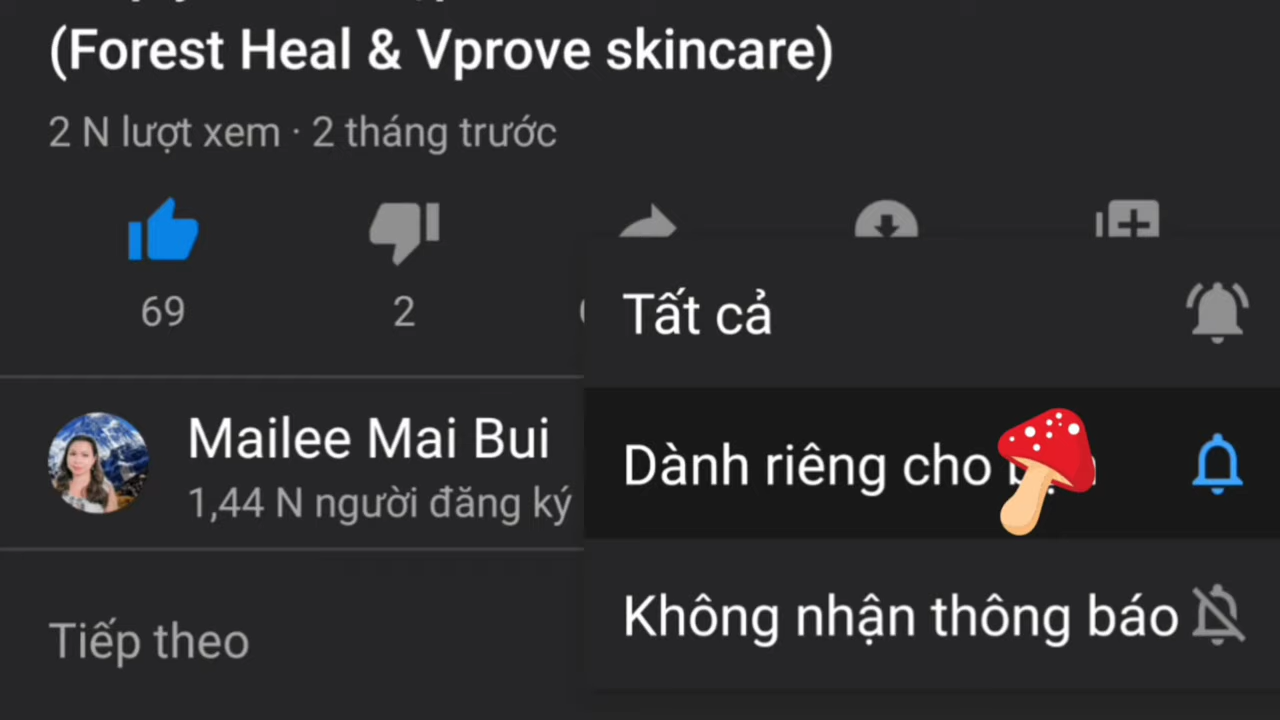 (Forest Heal & Vprove skincare)
2 N lượt xem · 2 tháng trước
69
2
Tất cả
Mailee Mai Bui
1,44 N người đăng ký
Dành riêng cho
Không nhận thông báo
Tiếp theo